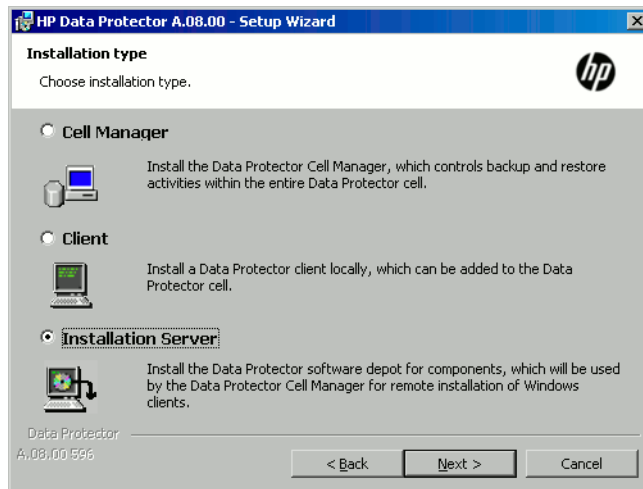 HP Data Protector A.08.00 - Setup Wizard
Installation type
Choose installation type.
hp
Cell Manager
Install the Data Protector Cell Manager, which controls backup and restore
activities within the entire Data Protector cell.
Client
Install a Data Protector client locally, which can be added to the Data
Protector cell.
Installation Server
Install the Data Protector software depot for components, which will be used
by the Data Protector Cell Manager for remote installation of Windows
clients.
Data Protector
A.08.00 596
< Back Next > Cancel